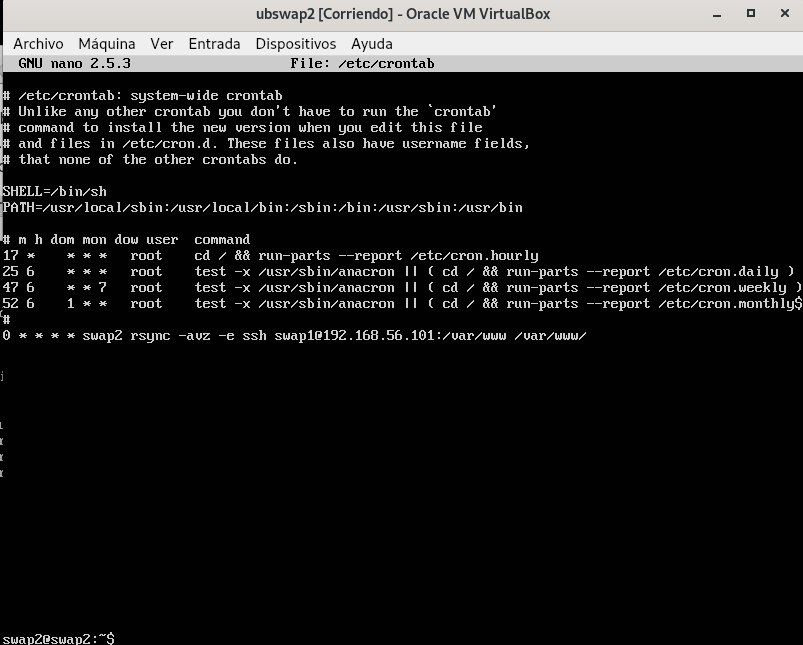 ubswap2 [Corriendo] - Oracle VM VirtualBox
Archivo Máquina Ver Entrada Dispositivos Ayuda
GNU nano 2.5.3 File: /etc/crontab
# /etc/crontab: system-wide crontab
# Unlike any other crontab you don't have to run the `crontab'
# command to install the new version when you edit this file
# and files in /etc/cron.d. These files also have username fields,
# that none of the other crontabs do.
SHELL=/bin/sh
PATH=/usr/local/sbin:/usr/local/bin:/sbin:/bin:/usr/sbin:/usr/bin
# m h dom mon dow user command
17 * * * * root cd / && run-parts --report /etc/cron.hourly
25 6 * * * root test -x /usr/sbin/anacron || ( cd / && run-parts --report /etc/cron.daily )
47 6 * * 7 root test -x /usr/sbin/anacron || ( cd / && run-parts --report /etc/cron.weekly )
52 6 1 * * root test -x /usr/sbin/anacron || ( cd / && run-parts --report /etc/cron.monthly$
#
0 * * * * swap2 rsync -avz -e ssh swap1@192.168.56.101:/var/www /var/www/
swap2@swap2:~$